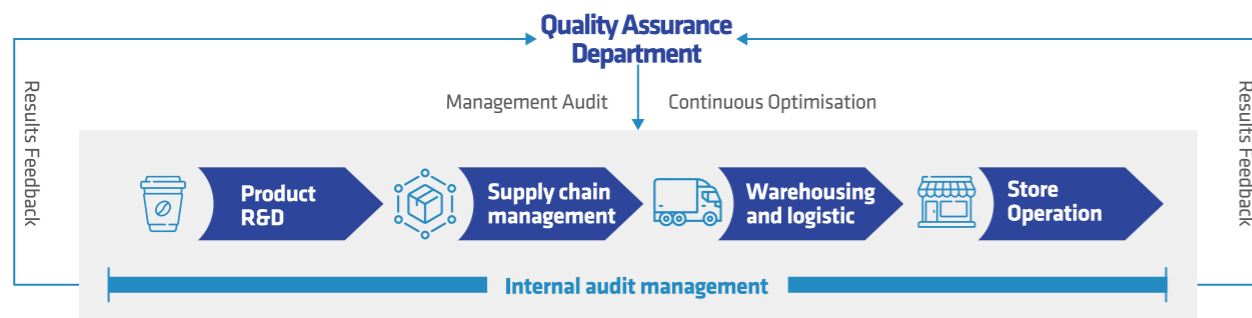 Quality Assurance
Department
Results Feedback
Management Audit
Continuous Optimisation
Results Feedback
Product
R&D
Supply chain
management
Warehousing
and logistic
Store
Operation
Internal audit management